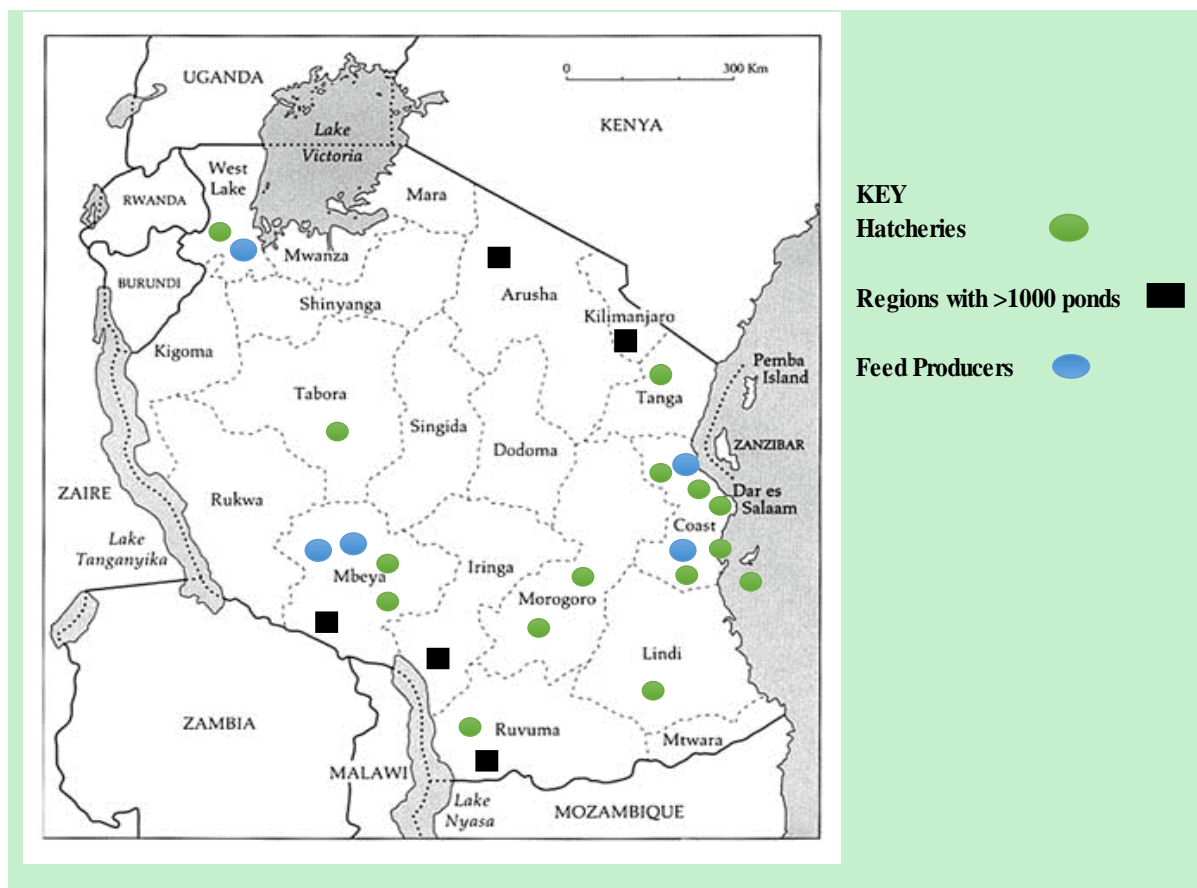 UGANDA
0 300 Km
KENYA
Lake
Victoria
West
Lake
Mara
RWANDA
Mwanza
BURUNDI
Shinyanga
Arusha
Kilimanjaro
Kigoma
Pemba
Island
Tabora
Tanga
Singida
Dodoma
ZANZIBAR
ZAIRE
Rukwa
Dar es
Salaam
Coast
Lake
Tanganyika
Mbeya
Iringa
Morogoro
Lindi
ZAMBIA
Ruvuma
Mtwara
MALAWI
Lake
Nyasa
MOZAMBIQUE
KEY
Hatcheries
Regions with >1000 ponds
Feed Producers